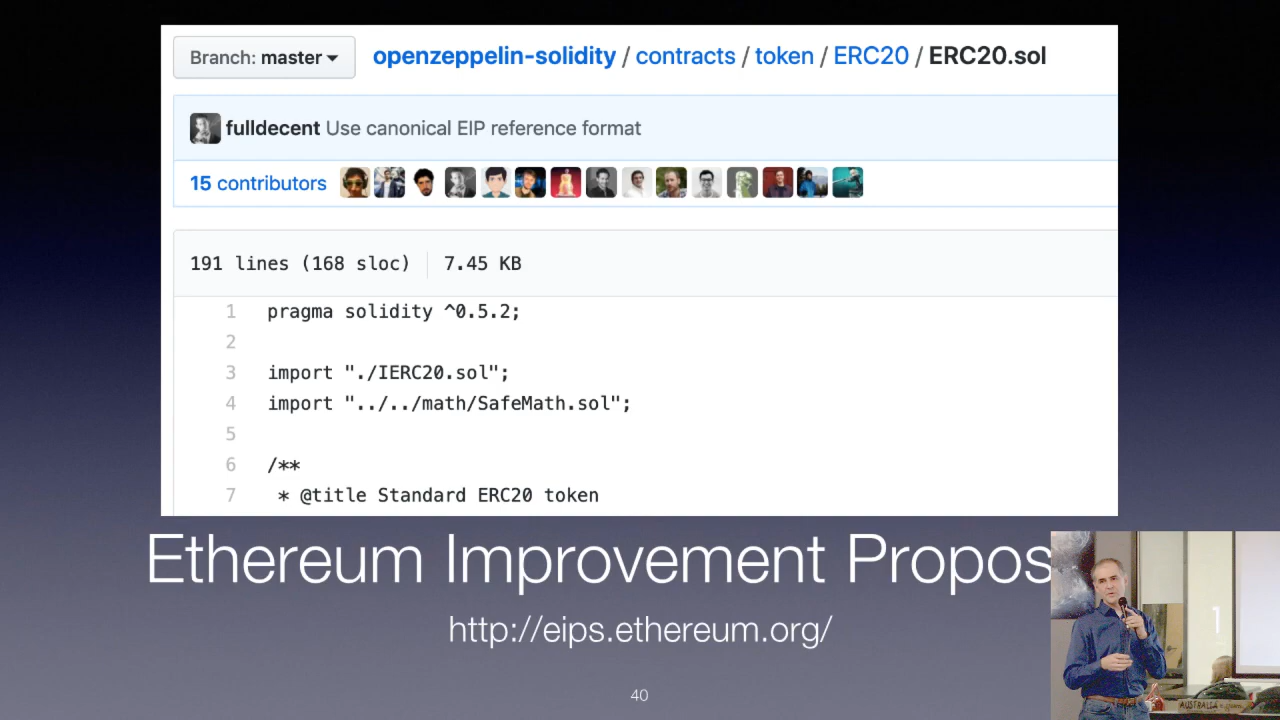 Branch: master
openzeppelin-solidity / contracts / token / ERC20 / ERC20.sol
fulldecent Use canonical EIP reference format
15 contributors
191 lines (168 sloc) 7.45 KB
1 pragma solidity ^0.5.2;
2
3 import "./IERC20.sol";
4 import "../../math/SafeMath.sol";
5
6 /**
7 * @title Standard ERC20 token
Ethereum Improvement Propos
http://eips.ethereum.org/
40
AUSTRALIA